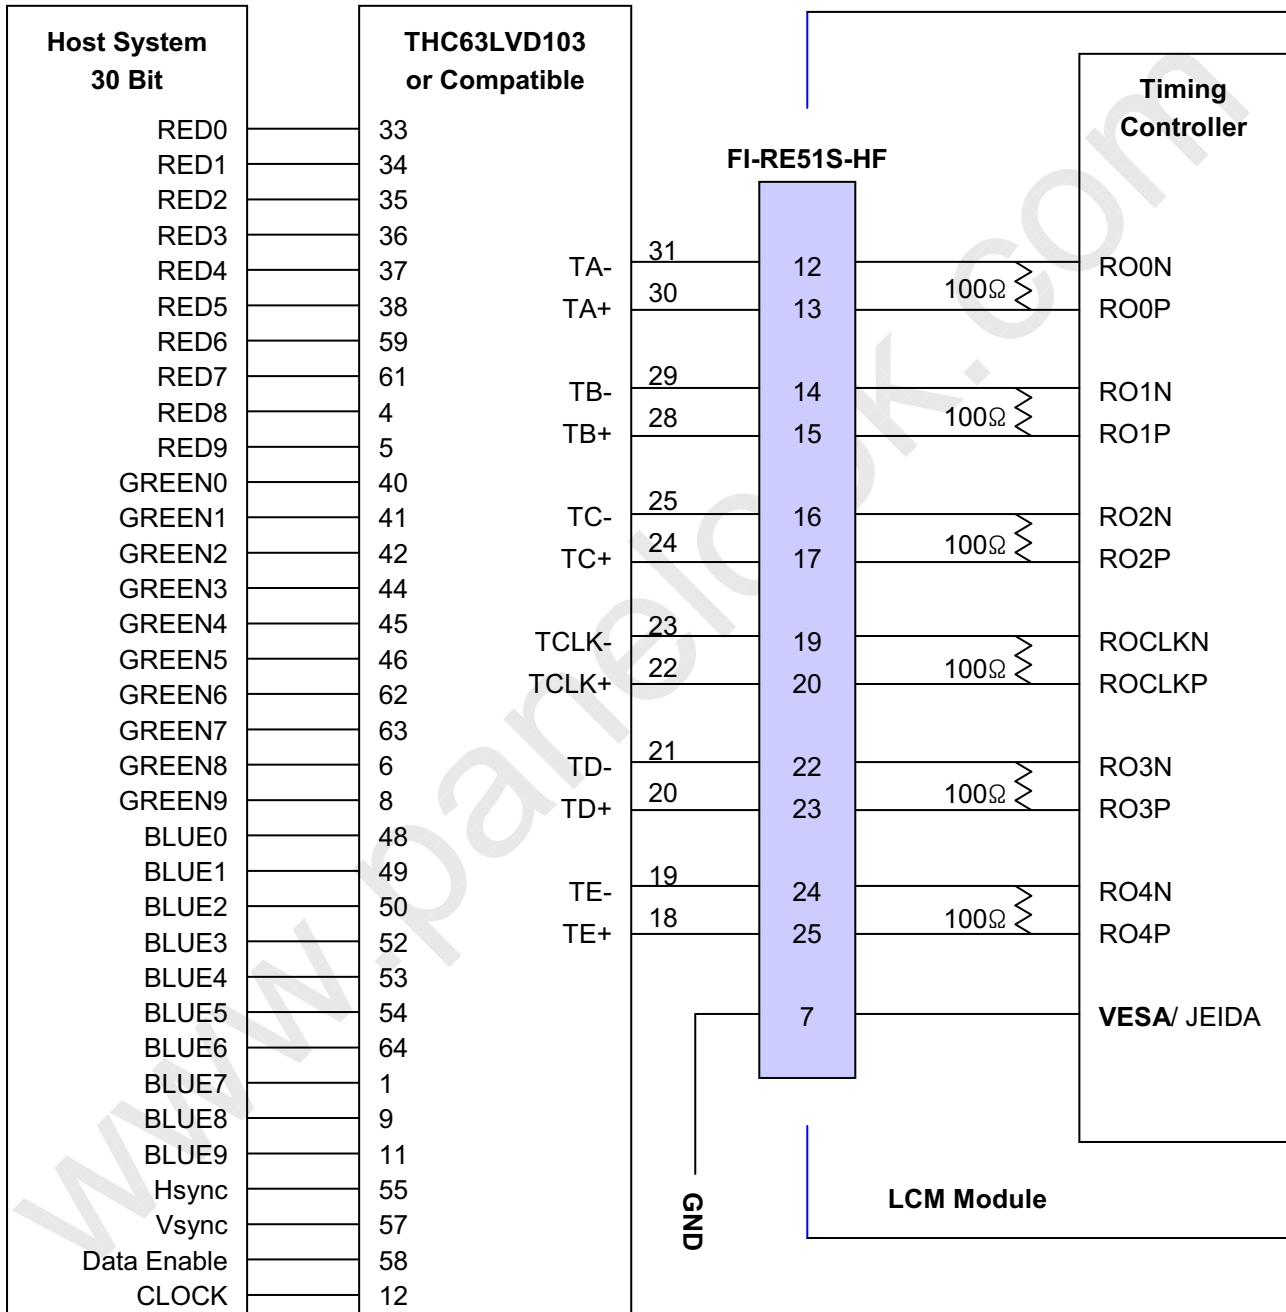 Host System
30 Bit
RED0
RED1
RED2
RED3
RED4
RED5
RED6
RED7
RED8
RED9
GREEN0
GREEN1
GREEN2
GREEN3
GREEN4
GREEN5
GREEN6
GREEN7
GREEN8
GREEN9
BLUE0
BLUE1
BLUE2
BLUE3
BLUE4
BLUE5
BLUE6
BLUE7
BLUE8
BLUE9
Hsync
Vsync
Data Enable
CLOCK
THC63LVD103
or Compatible
33
34
35
36
37
38
59
61
4
5
40
41
42
44
45
46
62
63
6
8
48
49
50
52
53
54
64
1
9
11
55
57
58
12
TA-
TA+
TB-
TB+
TC-
TC+
TCLK-
TCLK+
TD-
TD+
TE-
TE+
31
30
29
28
25
24
23
22
21
20
19
18
GND
FI-RE51S-HF
12
13
14
15
16
17
19
20
22
23
24
25
7
100Ω
100Ω
100Ω
100Ω
100Ω
100Ω
LCM Module
Timing
Controller
RO0N
RO0P
RO1N
RO1P
RO2N
RO2P
ROCLKN
ROCLKP
RO3N
RO3P
RO4N
RO4P
VESA/ JEIDA
www.panelook.com